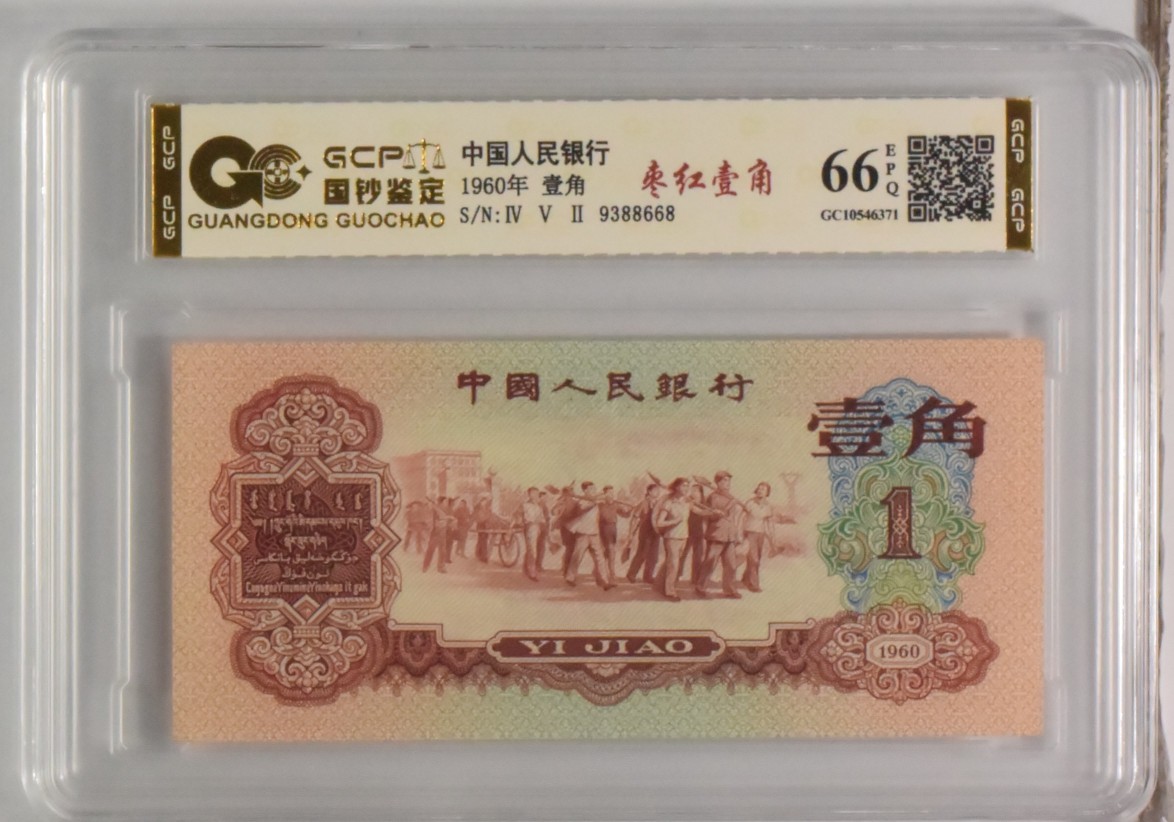 GCP
GCP
GCP
国钞鉴定
GUANGDONG GUOCHAO
中国人民银行
1960年 壹角
S/N:Ⅳ Ⅴ Ⅱ 9388668
枣红壹角
66
EPQ
GC10546371
GCP
GCP
中國人民銀行
壹角
1
YI JIAO
1960